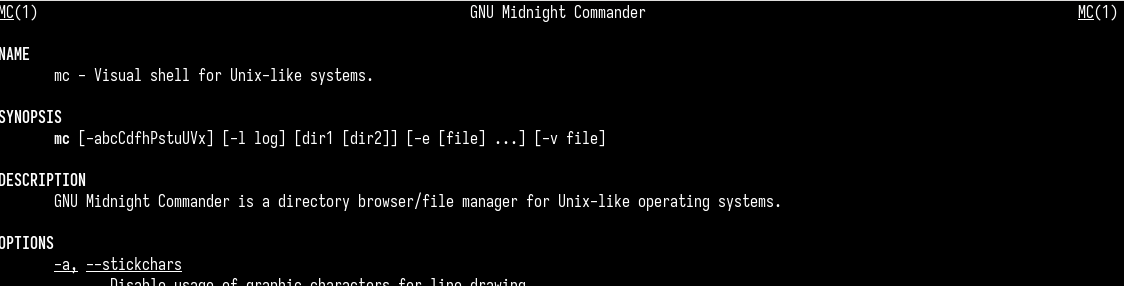 MC(1) GNU Midnight Commander MC(1)
NAME
mc - Visual shell for Unix-like systems.
SYNOPSIS
mc [-abcCdfhPstuUVx] [-l log] [dir1 [dir2]] [-e [file] ...] [-v file]
DESCRIPTION
GNU Midnight Commander is a directory browser/file manager for Unix-like operating systems.
OPTIONS
-a, --stickchars
Disable usage of graphic characters for line drawing.